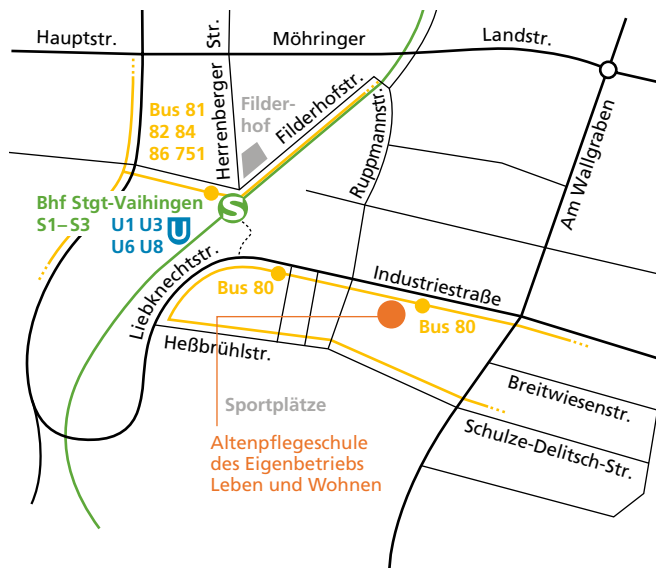 Hauptstr.
Herrenberger Str.
Möhringer
Landstr.
Bus 81
82 84
86 751
Filder-
hof
Filderhofstr.
Ruppmannstr.
Am Wallgraben
Bhf Stgt-Vaihingen
S1–S3
U1 U3
U6 U8
U
S
Liebknechtstr.
Bus 80
Industriestraße
Bus 80
Heßbrühlstr.
Sportplätze
Breitwiesenstr.
Schulze-Delitsch-Str.
Altenpflegeschule
des Eigenbetriebs
Leben und Wohnen